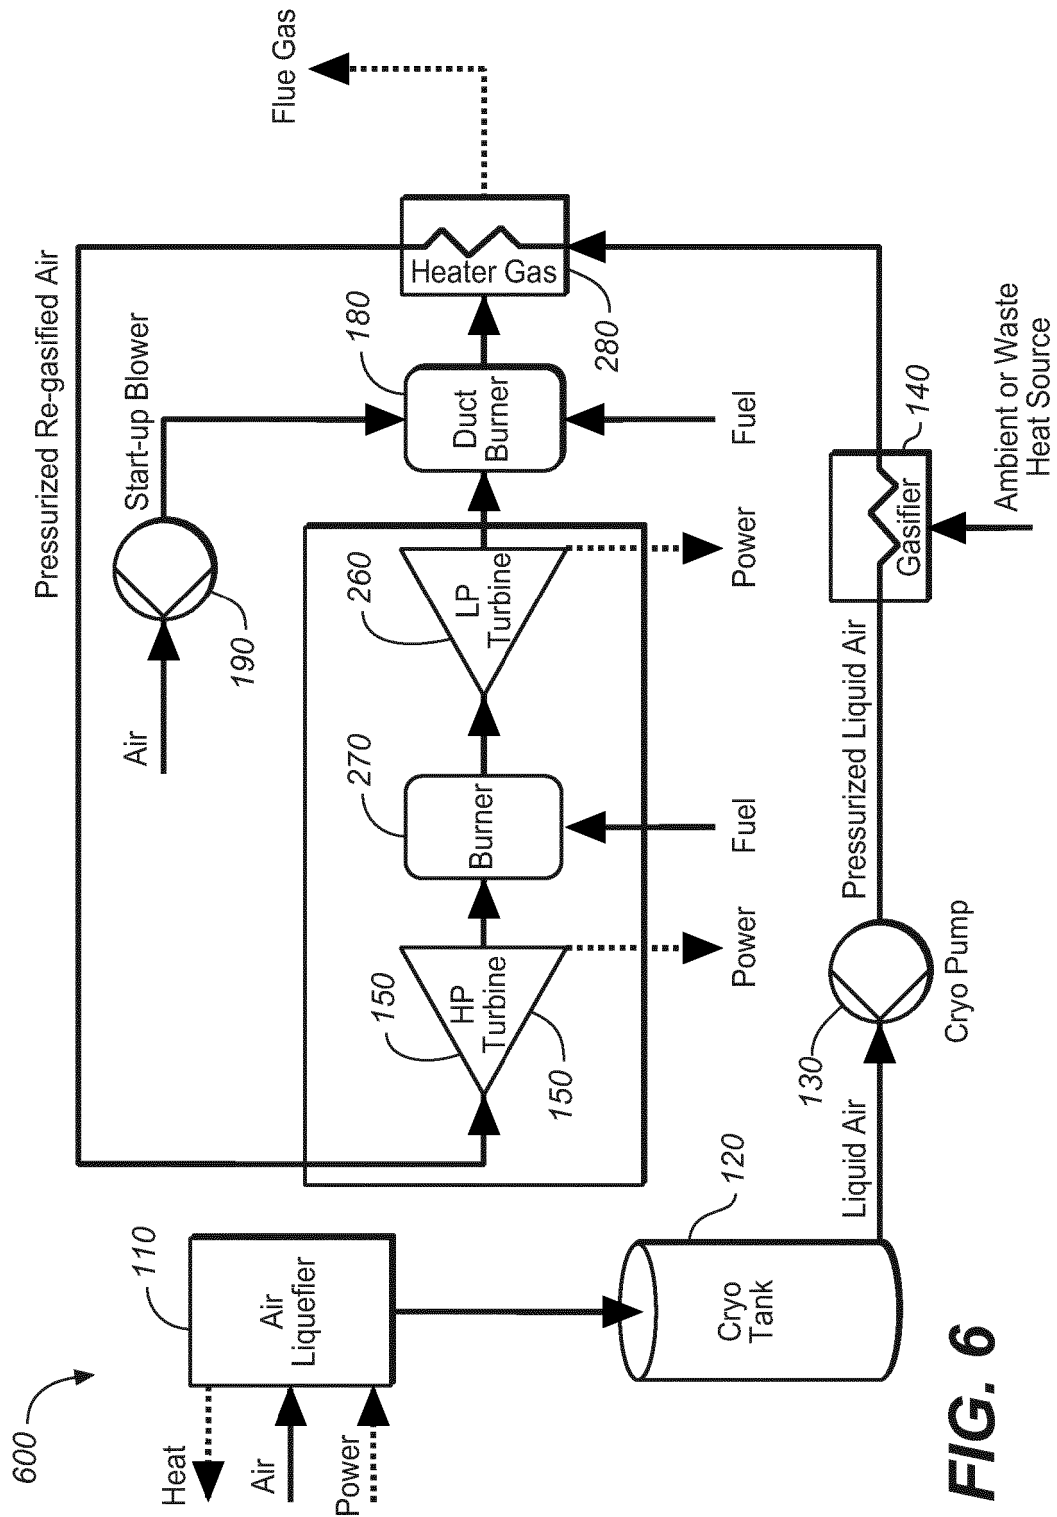 600
Heat
Air
Power
110
Air
Liquefier
120
Cryo
Tank
Liquid Air
130
Cryo Pump
Pressurized Liquid Air
140
Gasifier
Ambient or Waste
Heat Source
Pressurized Re-gasified Air
150
HP
Turbine
150
Power
270
Burner
Fuel
260
LP
Turbine
Power
Air
190
Start-up Blower
180
Duct
Burner
Fuel
Heater Gas
280
Flue Gas
FIG. 6